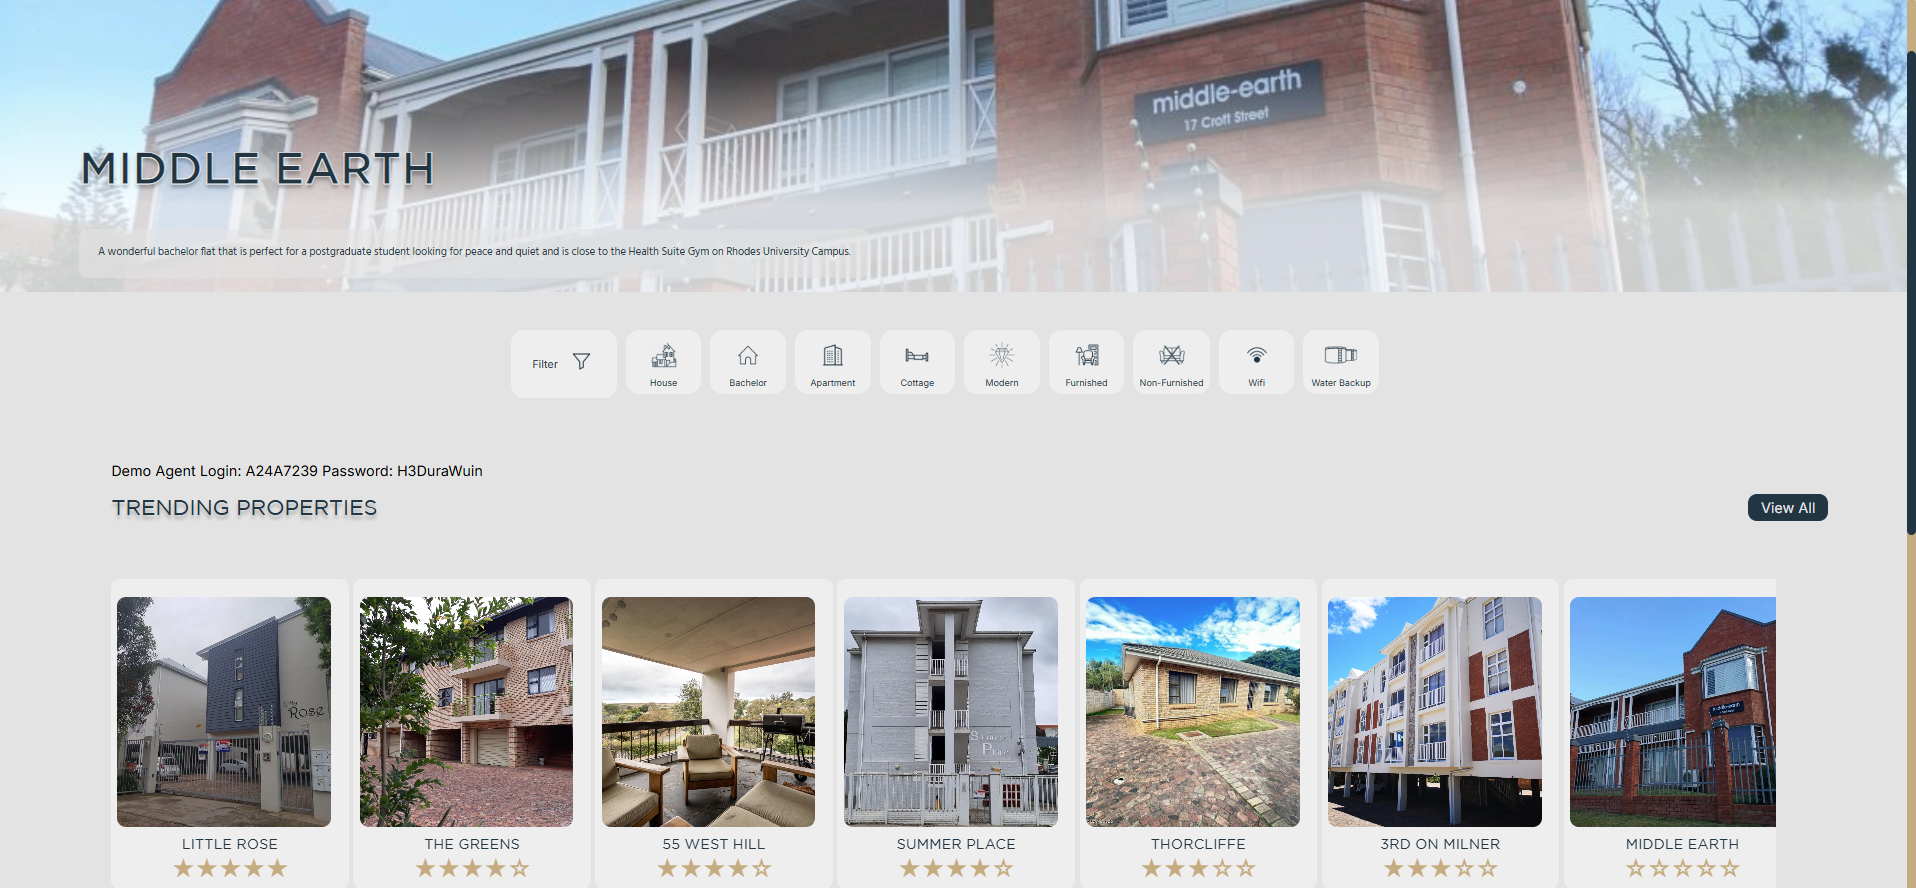 middle-earth
17 Croft Street
MIDDLE EARTH
A wonderful bachelor flat that is perfect for a postgraduate student looking for peace and quiet and is close to the Health Suite Gym on Rhodes University Campus.
Filter
House
Bachelor
Apartment
Cottage
Modern
Furnished
Non-Furnished
Wifi
Water Backup
Demo Agent Login: A24A7239 Password: H3DuraWuin
TRENDING PROPERTIES
View All
Rose
Summer
Place
middle-earth
LITTLE ROSE
THE GREENS
55 WEST HILL
SUMMER PLACE
THORCLIFFE
3RD ON MILNER
MIDDLE EARTH